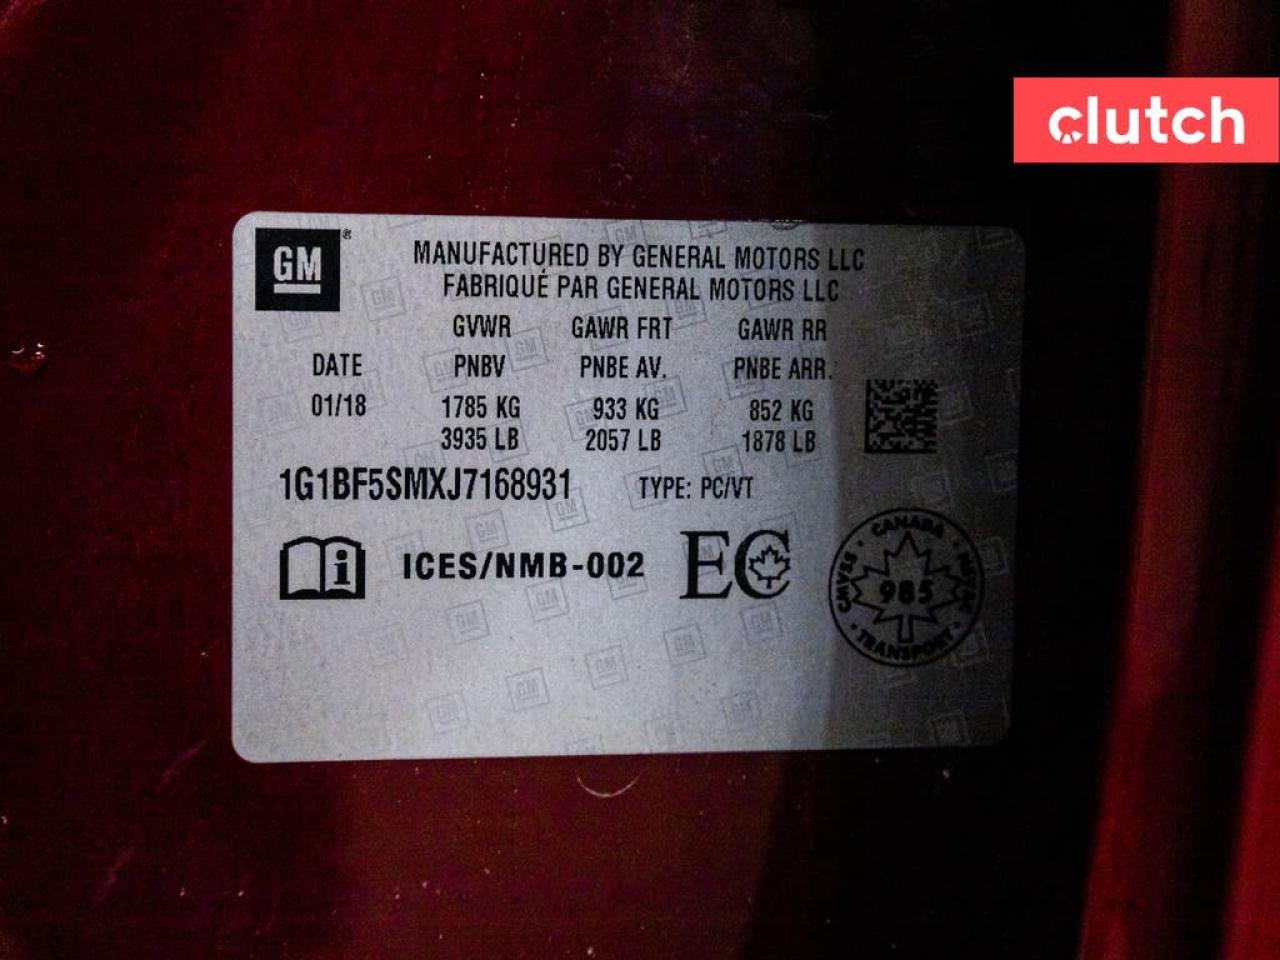 clutch
GM
MANUFACTURED BY GENERAL MOTORS LLC
FABRIQUÉ PAR GENERAL MOTORS LLC
GVWR GAWR FRT GAWR RR
DATE PNBV PNBE AV. PNBE ARR.
01/18 1785 KG 933 KG 852 KG
3935 LB 2057 LB 1878 LB
1G1BF5SMXJ7168931 TYPE: PC/VT
i ICES/NMB-002 EC
CANADA
CMVSS 985 NSVAC
TRANSPORT